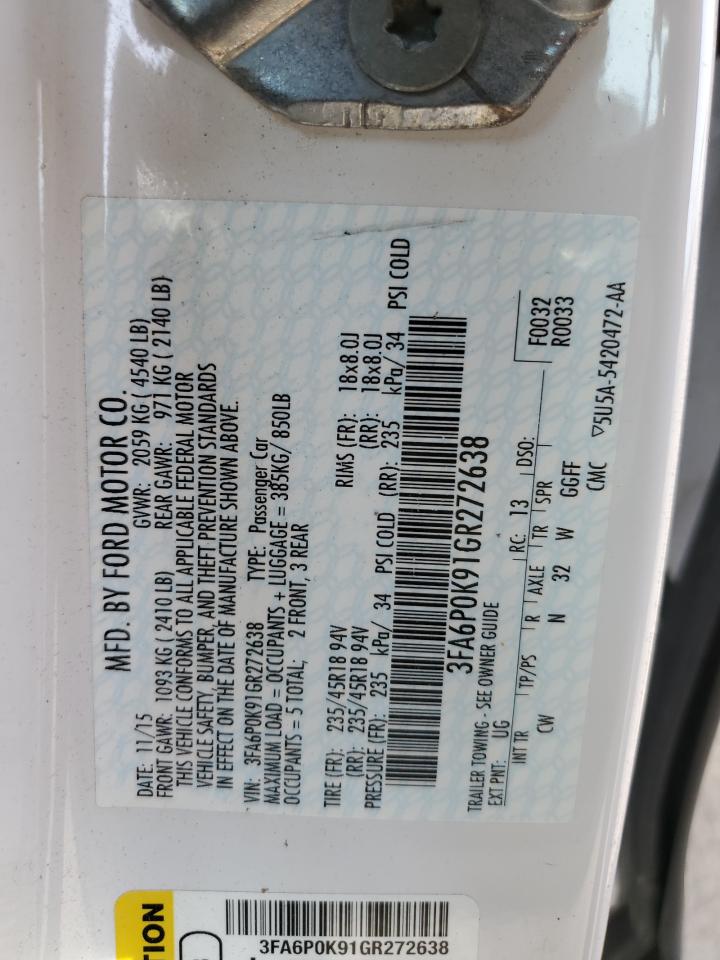 MFD. BY FORD MOTOR CO.
DATE: 11/15 GVWR: 2059 KG ( 4540 LB)
FRONT GAWR: 1093 KG ( 2410 LB) REAR GAWR: 971 KG ( 2140 LB)
THIS VEHICLE CONFORMS TO ALL APPLICABLE FEDERAL MOTOR
VEHICLE SAFETY, BUMPER, AND THEFT PREVENTION STANDARDS
IN EFFECT ON THE DATE OF MANUFACTURE SHOWN ABOVE.
VIN: 3FA6P0K91GR272638 TYPE: Passenger Car
MAXIMUM LOAD = OCCUPANTS + LUGGAGE = 385KG/ 850LB
OCCUPANTS = 5 TOTAL; 2 FRONT, 3 REAR
TIRE (FR): 235/45R18 94V RIMS (FR): 18x8.0J
(RR): 235/45R18 94V (RR): 18x8.0J
PRESSURE (FR): 235 kPa/ 34 PSI COLD (RR): 235 kPa/ 34 PSI COLD
3FA6P0K91GR272638
TRAILER TOWING - SEE OWNER GUIDE
EXT PNT: UG RC: 13 DSO: F0032
R0033
INT TR TP/PS R AXLE TR SPR
CW N 32 W GGFF
CMC ▽5U5A-5420472-AA
3FA6P0K91GR272638